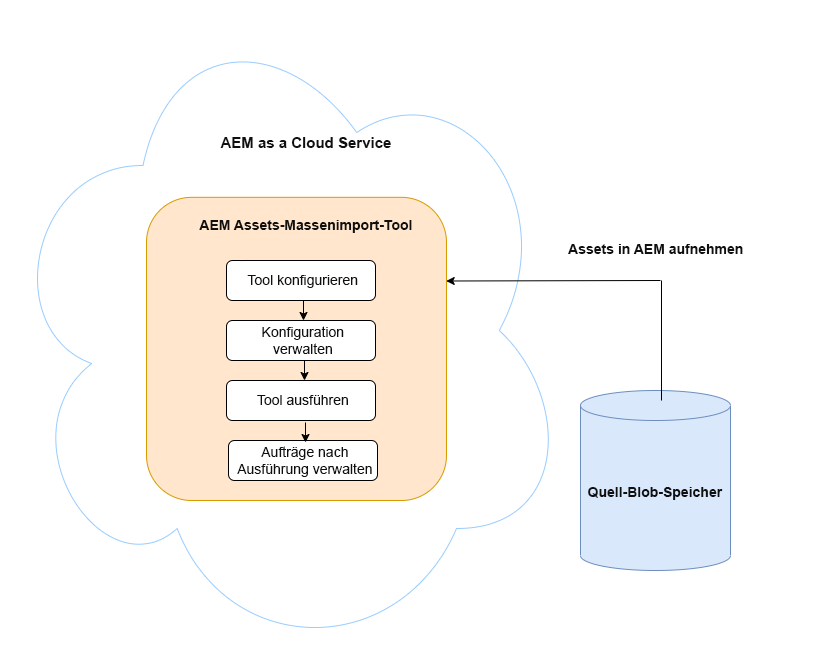 AEM as a Cloud Service
AEM Assets-Massenimport-Tool
Tool konfigurieren
Konfiguration
verwalten
Tool ausführen
Aufträge nach
Ausführung verwalten
Assets in AEM aufnehmen
Quell-Blob-Speicher